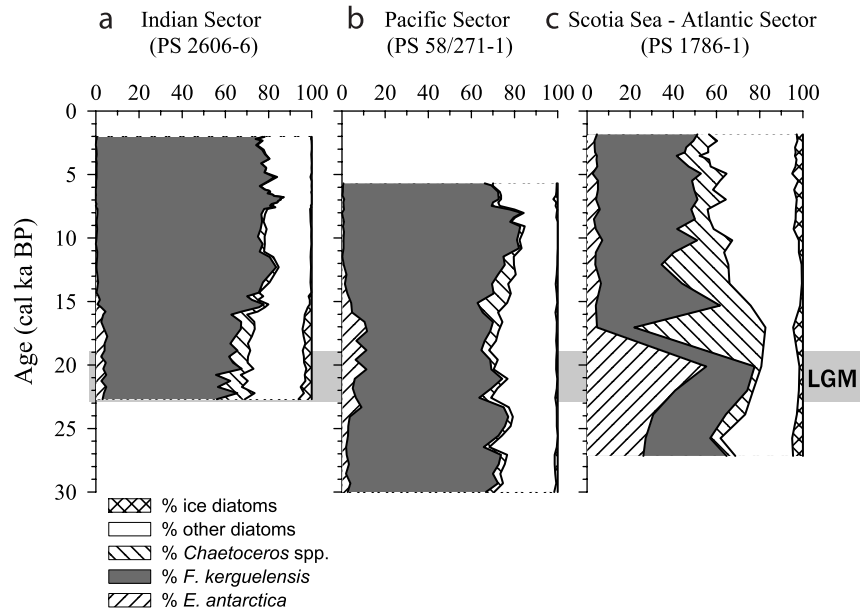 a Indian Sector
(PS 2606-6)
b Pacific Sector
(PS 58/271-1)
c Scotia Sea - Atlantic Sector
(PS 1786-1)
0 20 40 60 80 100 0 20 40 60 80 100 0 20 40 60 80 100
Age (cal ka BP)
0
5
10
15
20
25
30
LGM
% ice diatoms
% other diatoms
% Chaetoceros spp.
% F. kerguelensis
% E. antarctica